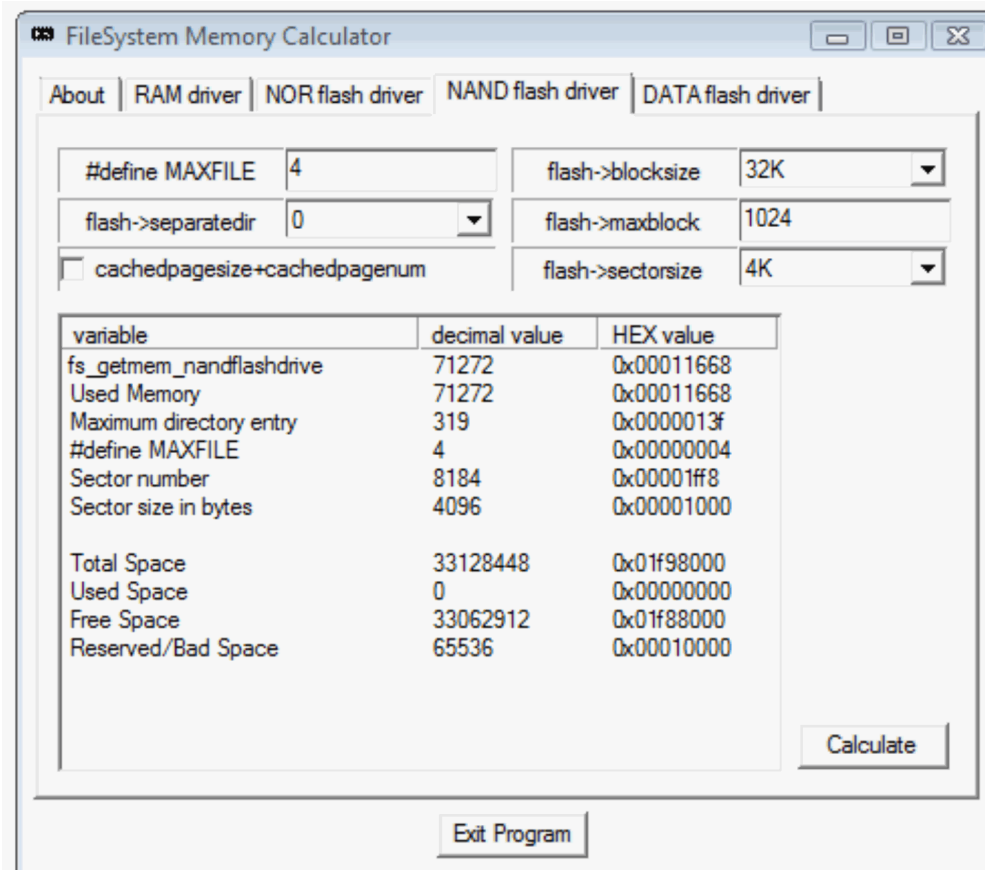 FileSystem Memory Calculator
About RAM driver NOR flash driver NAND flash driver DATA flash driver
#define MAXFILE 4 flash->blocksize 32K
flash->separatedir 0 flash->maxblock 1024
cachedpagesize+cachedpagenum flash->sectorsize 4K
variable decimal value HEX value
fs_getmem_nandflashdrive 71272 0x00011668
Used Memory 71272 0x00011668
Maximum directory entry 319 0x0000013f
#define MAXFILE 4 0x00000004
Sector number 8184 0x00001ff8
Sector size in bytes 4096 0x00001000
Total Space 33128448 0x01f98000
Used Space 0 0x00000000
Free Space 33062912 0x01f88000
Reserved/Bad Space 65536 0x00010000
Calculate
Exit Program